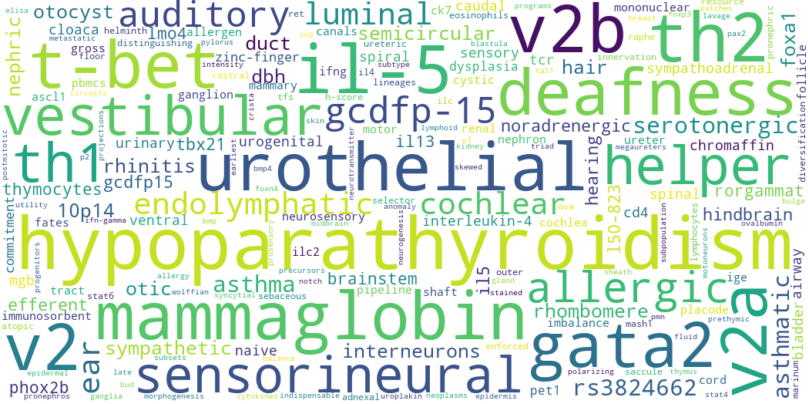 elisa
otocyst
auditory
ret
luminal
ck7
caudal
eosinophils
v2b
mononuclear
programs
breast
foxp3
resource
patches
th2
foxa1
cloaca
helminth
metastatic
pylorus
th0
canals
ureteric
blastula
lavage
pax2
nephric
gross
floor
distinguishing
lmo4
allergen
intensity
zinc-finger
duct
il-5
semicircular
spiral
subtype
sensory
dysplasia
tcr
hair
raphe
innervation
sympathoadrenal
pronephric
follicle
t-bet
pbmcs
rostral
dbh
ifng
il4
lineages
cystic
tall
deafness
diversification
circuits
ganglion
mammary
crista
tfs
h-score
ilc
vestibular
ascl1
skin
gcdfp-15
motor
lymphoid
renal
v1
noradrenergic
serotonergic
postmitotic
projections
p2
urinary
tbx21
urogenital
il13
kidney
nephron
ureter
chromaffin
th1
rhinitis
earliest
bmp4
urothelial
neurotransmitter
skewed
triad
megaureters
hearing
helper
thymocytes
gcdfp15
foxn4
anomaly
spinal
rorgammat
bulge
commitment
utility
10p14
ifn-gamma
endolymphatic
selector
cochlear
ova
150-823
cd4
lymphocytes
hindbrain
fates
ventral
bmp
neurosensory
interleukin-4
cochlea
subpopulation
ovalbumin
hypoparathyroidism
progenitors
midbrain
prosensory
neurogenesis
ilc2
motoneurons
mgb
allergy
precursors
outer
sheath
ige
airway
tract
stat6
otic
wolffian
asthma
brainstem
il5
gland
allergic
placode
efferent
syncytial
sebaceous
notch
pipeline
shaft
stained
rhombomere
immunosorbent
mammaglobin
imbalance
pmn
mash1
prethymic
v2a
asthmatic
bladder
marinum
atopic
sympathetic
naive
interneurons
enforced
gata2
fluid
v2
epidermal
ear
subsets
late
balance
polarizing
saccule
thymus
phox2b
bud
sensorineural
pet1
rs3824662
cord
pronephros
ganglia
morphogenesis
cytokines
indispensable
adnexal
uroplakin
neoplasms
epidermis
stat4